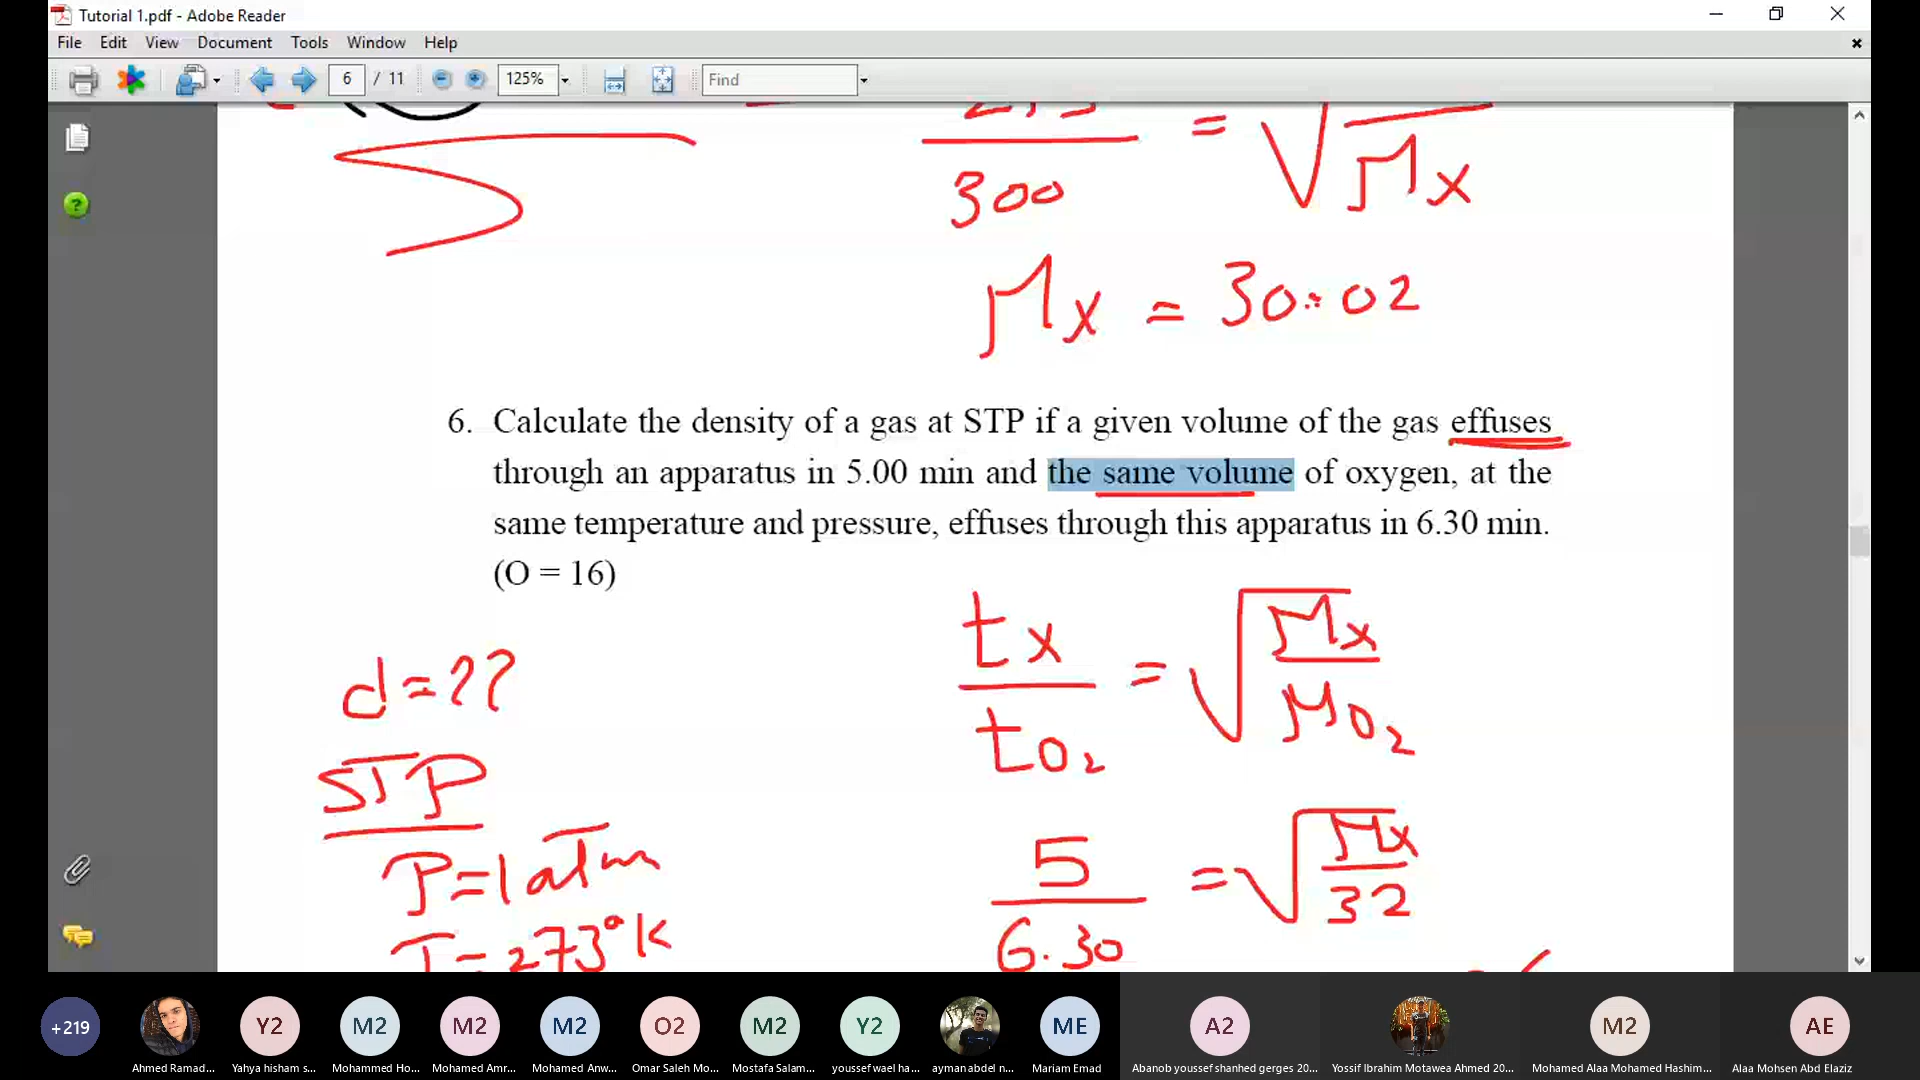 Tutorial 1.pdf - Adobe Reader
File Edit View Document Tools Window Help
6 / 11 125% Find
300
= √ Mx
Mx = 30.02
6. Calculate the density of a gas at STP if a given volume of the gas effuses
through an apparatus in 5.00 min and the same volume of oxygen, at the
same temperature and pressure, effuses through this apparatus in 6.30 min.
(O = 16)
tx / tO2 = √ Mx / MO2
d = ??
STP
P = 1 atm
T = 273°K
5 / 6.30 = √ Mx / 32
+219 Y2 M2 M2 M2 O2 M2 Y2 ME A2 M2 AE
Ahmed Ramad... Yahya hisham s... Mohammed Ho... Mohamed Amr... Mohamed Anw... Omar Saleh Mo... Mostafa Salam... youssef wael ha... ayman abdel n... Mariam Emad Abanob youssef shanhed gerges 20... Yossif Ibrahim Motawea Ahmed 20... Mohamed Alaa Mohamed Hashim... Alaa Mohsen Abd Elaziz